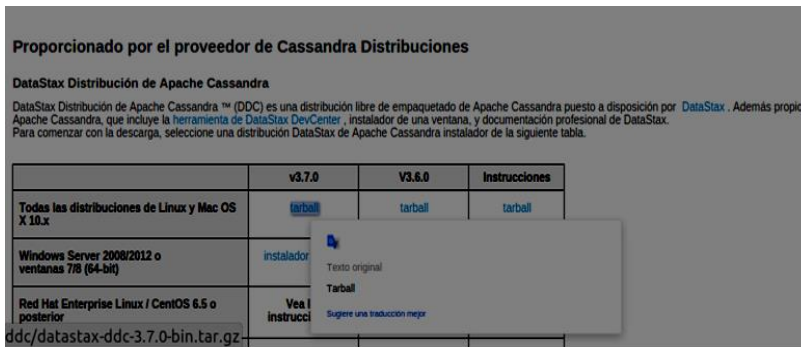 Proporcionado por el proveedor de Cassandra Distribuciones
DataStax Distribución de Apache Cassandra
DataStax Distribución de Apache Cassandra ™ (DDC) es una distribución libre de empaquetado de Apache Cassandra puesto a disposición por DataStax . Además propic
Apache Cassandra, que incluye la herramienta de DataStax DevCenter , instalador de una ventana, y documentación profesional de DataStax.
Para comenzar con la descarga, seleccione una distribución DataStax de Apache Cassandra instalador de la siguiente tabla.
v3.7.0 V3.6.0 Instrucciones
Todas las distribuciones de Linux y Mac OS tarball tarball tarball
X 10.x
Windows Server 2008/2012 o instalador
ventanas 7/8 (64-bit)
Texto original
Tarball
Sugiere una traducción mejor
Red Hat Enterprise Linux / CentOS 6.5 o Vea l
posterior instrucci
ddc/datastax-ddc-3.7.0-bin.tar.gz